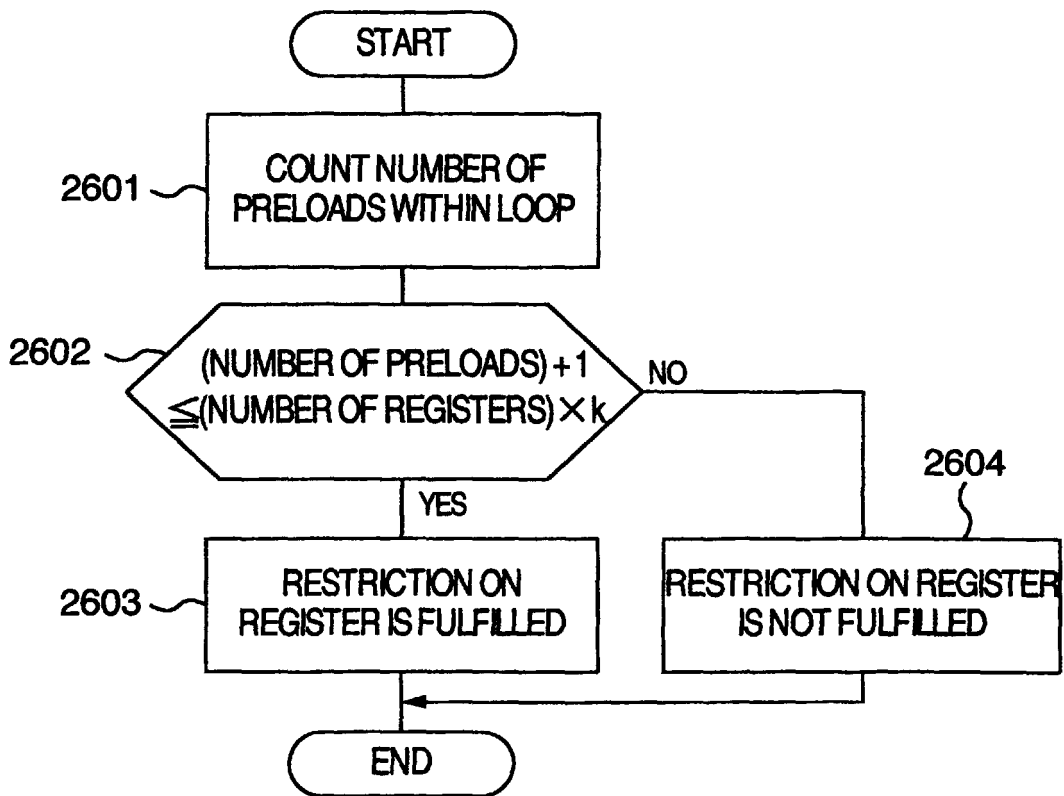 START
2601
COUNT NUMBER OF
PRELOADS WITHIN LOOP
2602
(NUMBER OF PRELOADS)+1
≦(NUMBER OF REGISTERS)×k
NO
YES
2604
2603
RESTRICTION ON
REGISTER IS FULFILLED
RESTRICTION ON REGISTER
IS NOT FULFILLED
END